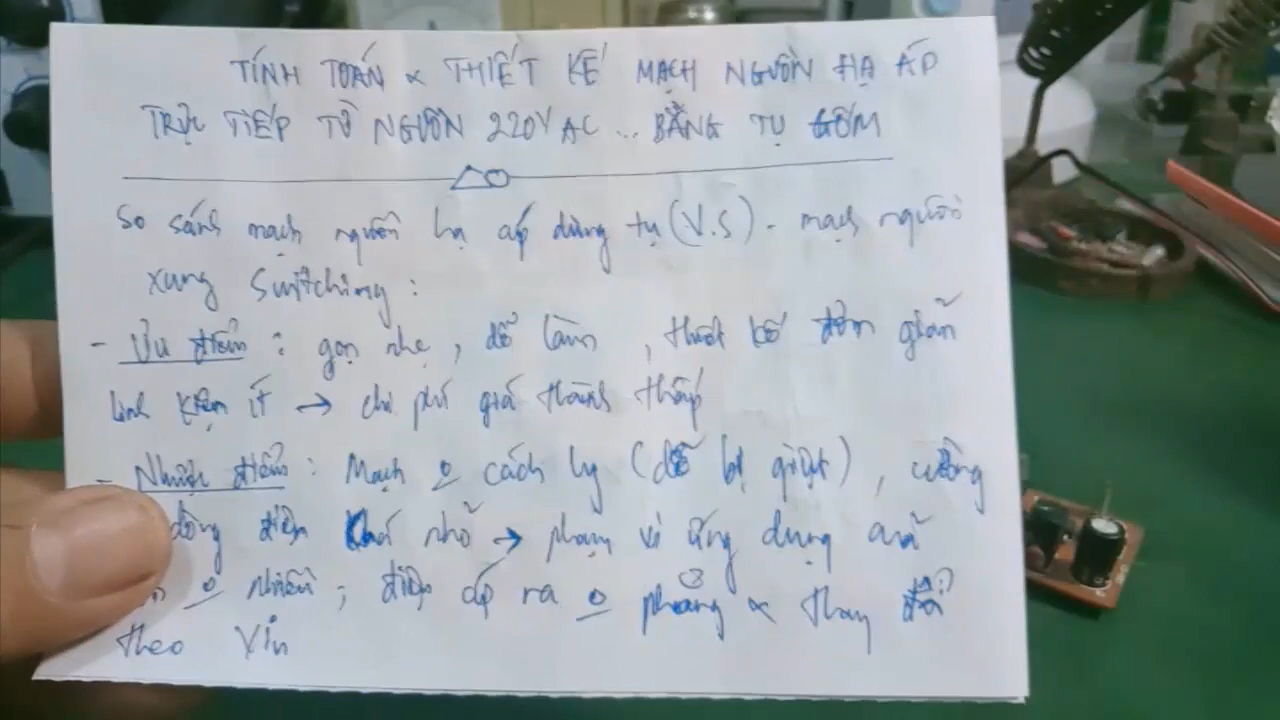 TÍNH TOÁN & THIẾT KẾ MẠCH NGUỒN HẠ ÁP
TRỰC TIẾP TỪ NGUỒN 220V AC ... BẰNG TỤ GỐM
So sánh mạch nguồn hạ áp dùng tụ (V.S) - mạch nguồn
xung Switching :
- Ưu điểm : gọn nhẹ, dễ làm, thiết kế đơn giản
linh kiện ít → chi phí giá thành thấp
- Nhược điểm : Mạch o cách ly (dễ bị giật), cường
dòng điện khá nhỏ → phạm vi ứng dụng
o nhiều ; điện áp ra o phẳng & thay đổi
theo Vin